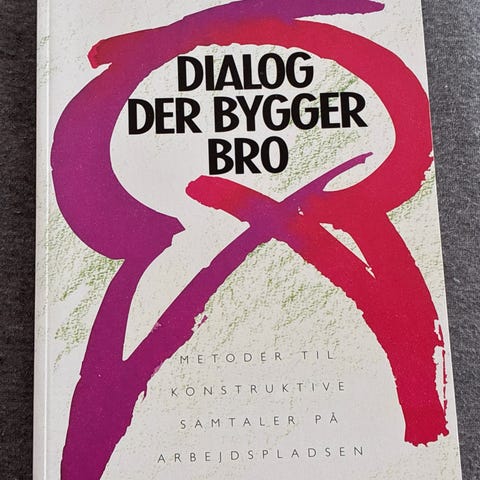 DIALOG
DER BYGGER
BRO
METODER TIL
KONSTRUKTIVE
SAMTALER PÅ
ARBEJDSPLADSEN